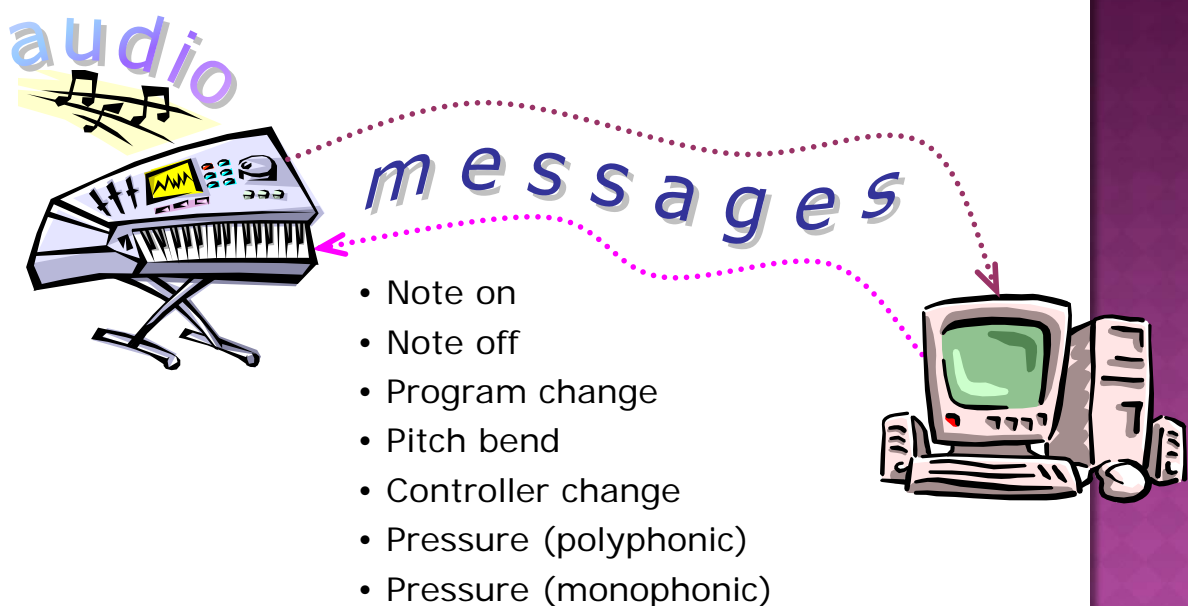 audio
messages
• Note on
• Note off
• Program change
• Pitch bend
• Controller change
• Pressure (polyphonic)
• Pressure (monophonic)